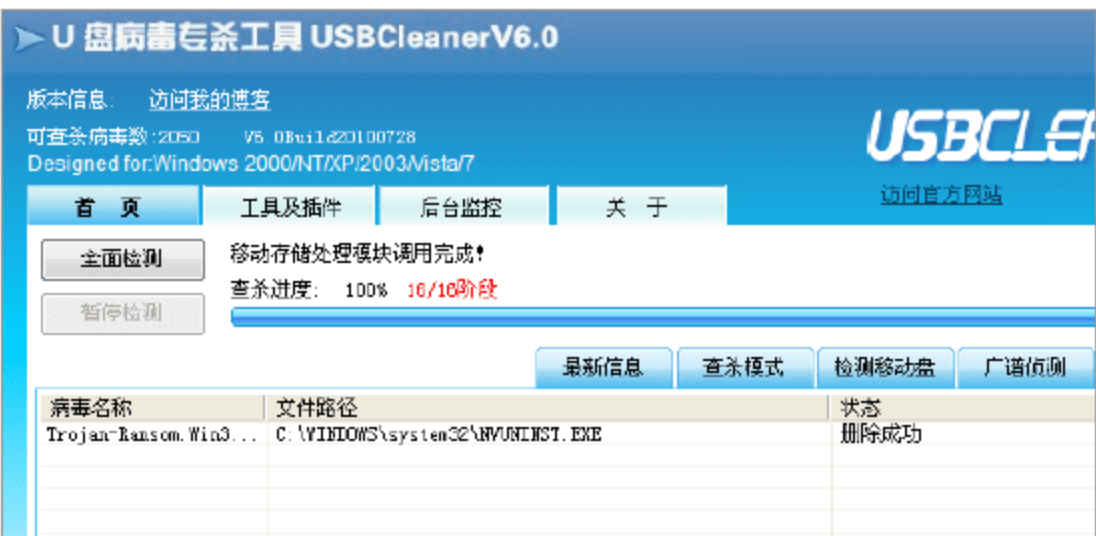 U 盘病毒专杀工具 USBCleanerV6.0
版本信息: 访问我的博客
可查杀病毒数:2050 V6.0Build20100728
Designed for:Windows 2000/NT/XP/2003/Vista/7
USBCLE
访问官方网站
首 页 工具及插件 后台监控 关 于
全面检测 移动存储处理模块调用完成!
查杀进度: 100% 16/16阶段
暂停检测
最新信息 查杀模式 检测移动盘 广谱侦测
病毒名称 文件路径 状态
Trojan-Ransom.Win3... C:\WINDOWS\system32\NVUNINST.EXE 删除成功